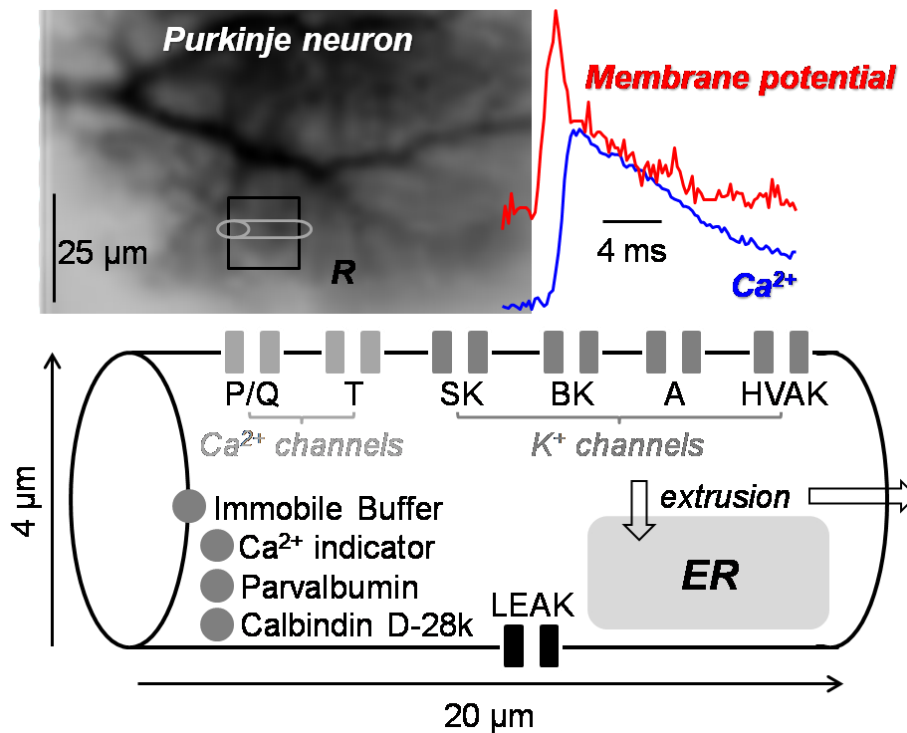 Purkinje neuron
Membrane potential
25 µm
R
4 ms
Ca²⁺
P/Q T SK BK A HVAK
Ca²⁺ channels K⁺ channels
4 µm
extrusion
Immobile Buffer
Ca²⁺ indicator
Parvalbumin
Calbindin D-28k
ER
LEAK
20 µm